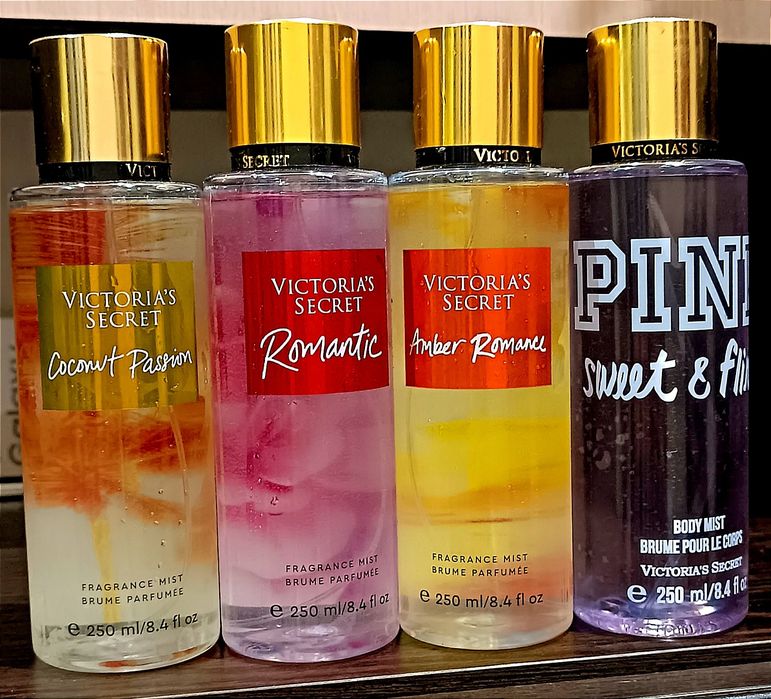 VICT
VICTORIA'S
SECRET
Coconut Passion
FRAGRANCE MIST
BRUME PARFUMÉE
e 250 ml/8.4 fl oz
SECRET
VICTORIA'S
SECRET
Romantic
FRAGRANCE MIST
BRUME PARFUMÉE
e 250 ml/8.4 fl oz
VICTO
VICTORIA'S
SECRET
Amber Romance
FRAGRANCE MIST
BRUME PARFUMÉE
e 250 ml/8.4 fl oz
VICTORIA'S S
PINK
sweet & fli
BODY MIST
BRUME POUR LE CORPS
VICTORIA'S SECRET
e 250 ml/8.4 fl oz